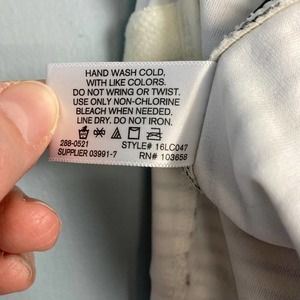 HAND WASH COLD,
WITH LIKE COLORS.
DO NOT WRING OR TWIST.
USE ONLY NON-CHLORINE
BLEACH WHEN NEEDED.
LINE DRY. DO NOT IRON.
288-0521 STYLE# 16LC047
SUPPLIER 03991-7 RN# 103658